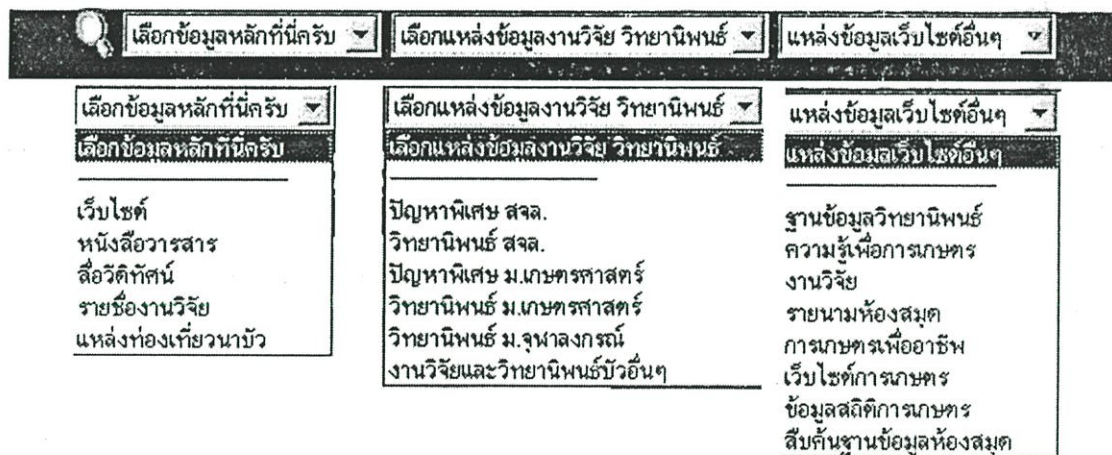 เลือกข้อมูลหลักที่นี่ครับ
เลือกแหล่งข้อมูลงานวิจัย วิทยานิพนธ์
แหล่งข้อมูลเว็บไซต์อื่นๆ
เลือกข้อมูลหลักที่นี่ครับ
เลือกข้อมูลหลักที่นี่ครับ
เว็บไซต์
หนังสือวารสาร
สื่อวีดิทัศน์
รายชื่องานวิจัย
แหล่งท่องเที่ยวนาบัว
เลือกแหล่งข้อมูลงานวิจัย วิทยานิพนธ์
เลือกแหล่งข้อมูลงานวิจัย วิทยานิพนธ์
ปัญหาพิเศษ สจล.
วิทยานิพนธ์ สจล.
ปัญหาพิเศษ ม.เกษตรศาสตร์
วิทยานิพนธ์ ม.เกษตรศาสตร์
วิทยานิพนธ์ ม.จุฬาลงกรณ์
งานวิจัยและวิทยานิพนธ์บัวอื่นๆ
แหล่งข้อมูลเว็บไซต์อื่นๆ
แหล่งข้อมูลเว็บไซต์อื่นๆ
ฐานข้อมูลวิทยานิพนธ์
ความรู้เพื่อการเกษตร
งานวิจัย
รายนามห้องสมุด
การเกษตรเพื่ออาชีพ
เว็บไซต์การเกษตร
ข้อมูลสถิติการเกษตร
สืบค้นฐานข้อมูลห้องสมุด